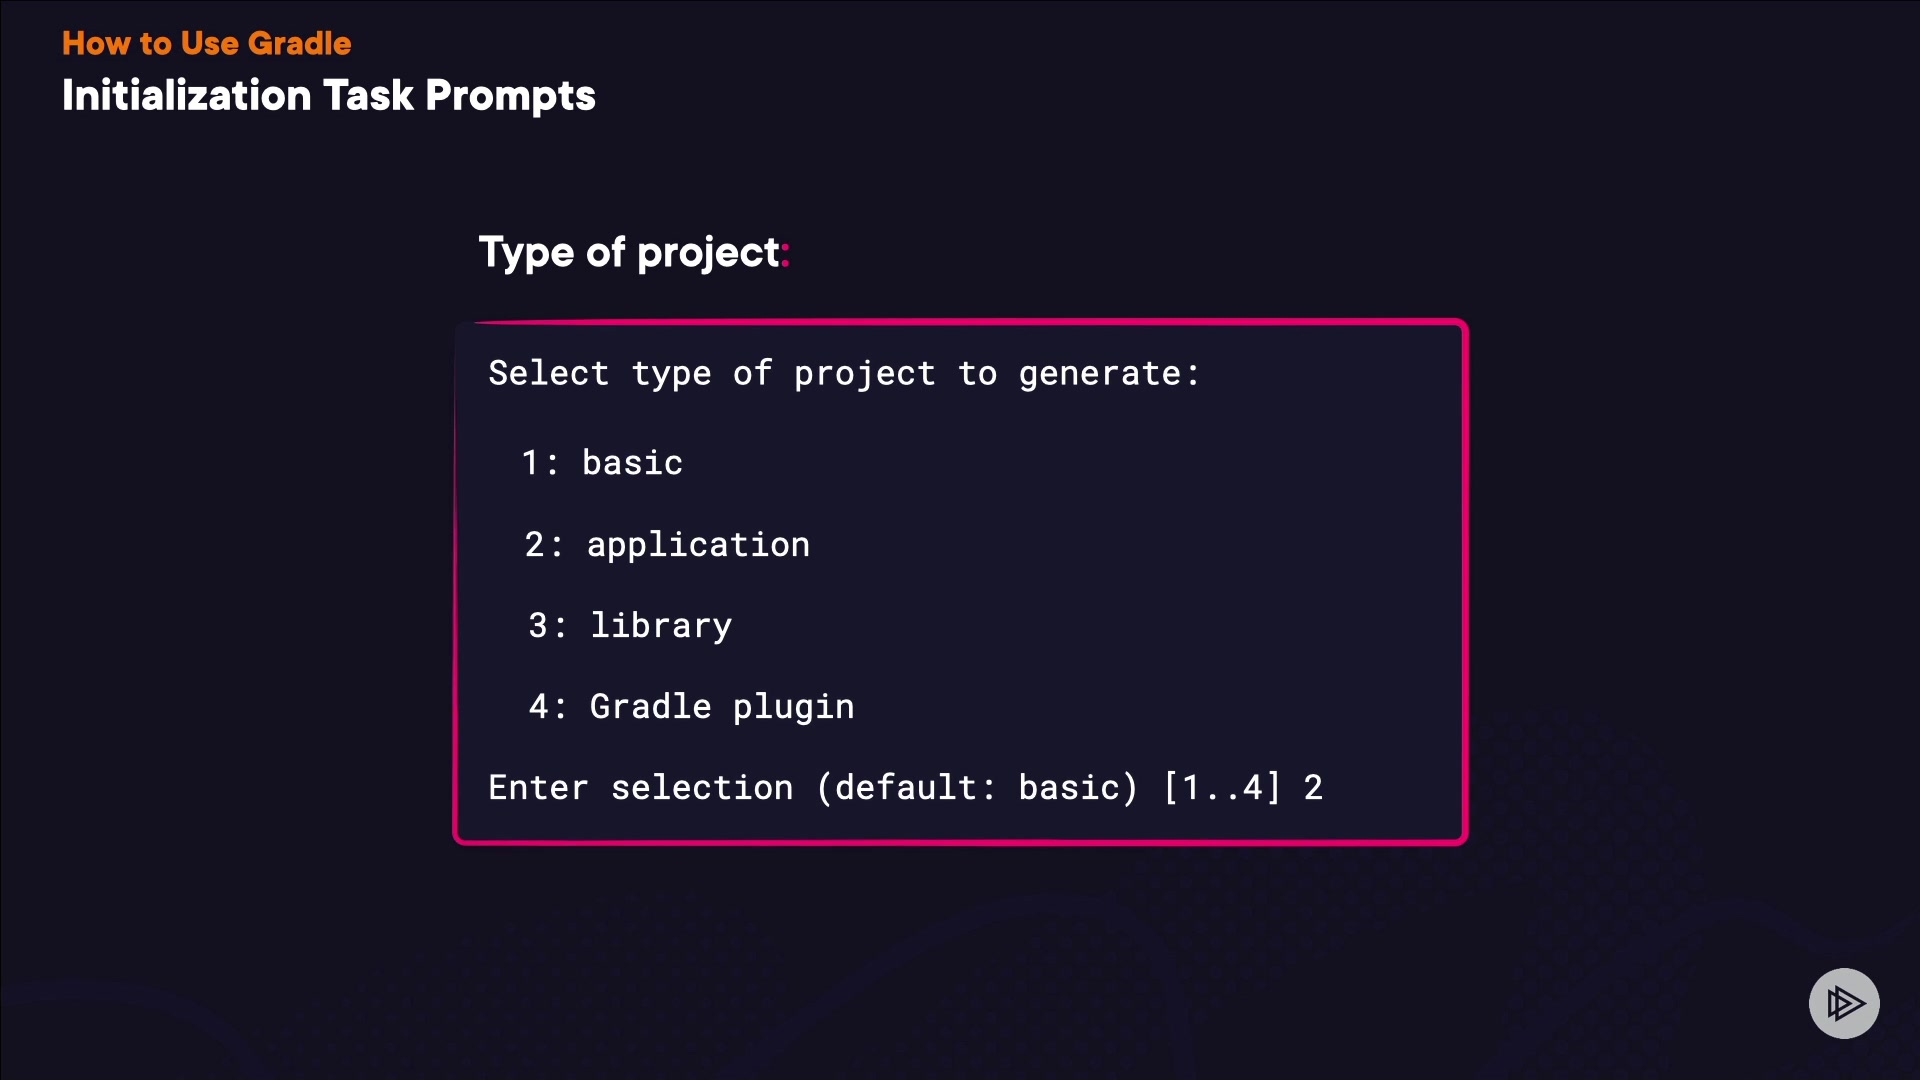 How to Use Gradle
Initialization Task Prompts
Type of project:
Select type of project to generate:
1: basic
2: application
3: library
4: Gradle plugin
Enter selection (default: basic) [1..4] 2